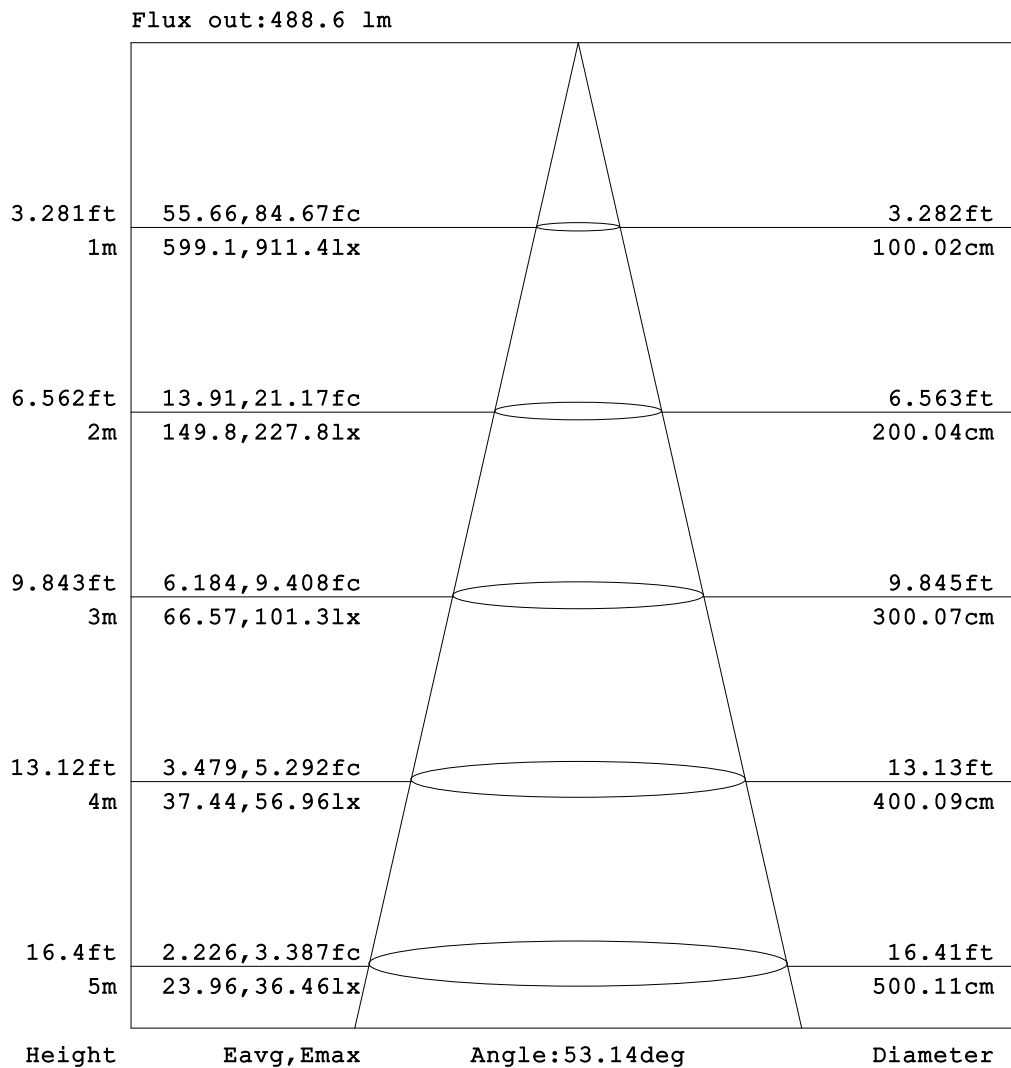 Flux out:488.6 lm
3.281ft 55.66,84.67fc 3.282ft
1m 599.1,911.4lx 100.02cm
6.562ft 13.91,21.17fc 6.563ft
2m 149.8,227.8lx 200.04cm
9.843ft 6.184,9.408fc 9.845ft
3m 66.57,101.3lx 300.07cm
13.12ft 3.479,5.292fc 13.13ft
4m 37.44,56.96lx 400.09cm
16.4ft 2.226,3.387fc 16.41ft
5m 23.96,36.46lx 500.11cm
Height Eavg,Emax Angle:53.14deg Diameter